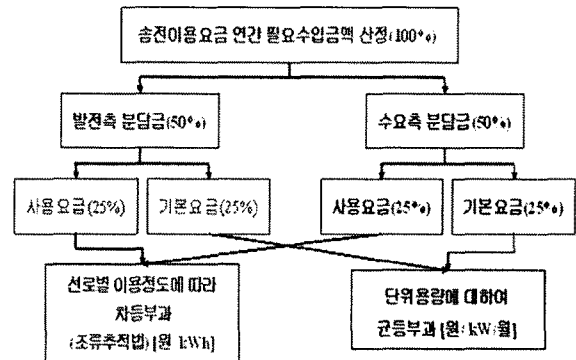 송전이용요금 연간 필요수입금액 산정(100%)
발전측 분담금(50%)
수요측 분담금(50%)
사용요금(25%)
기본요금(25%)
사용요금(25%)
기본요금(25%)
선로별 이용정도에 따라
차등부과
(조류추적법) [원/kWh]
단위용량에 대하여
균등부과 [원/kW/월]